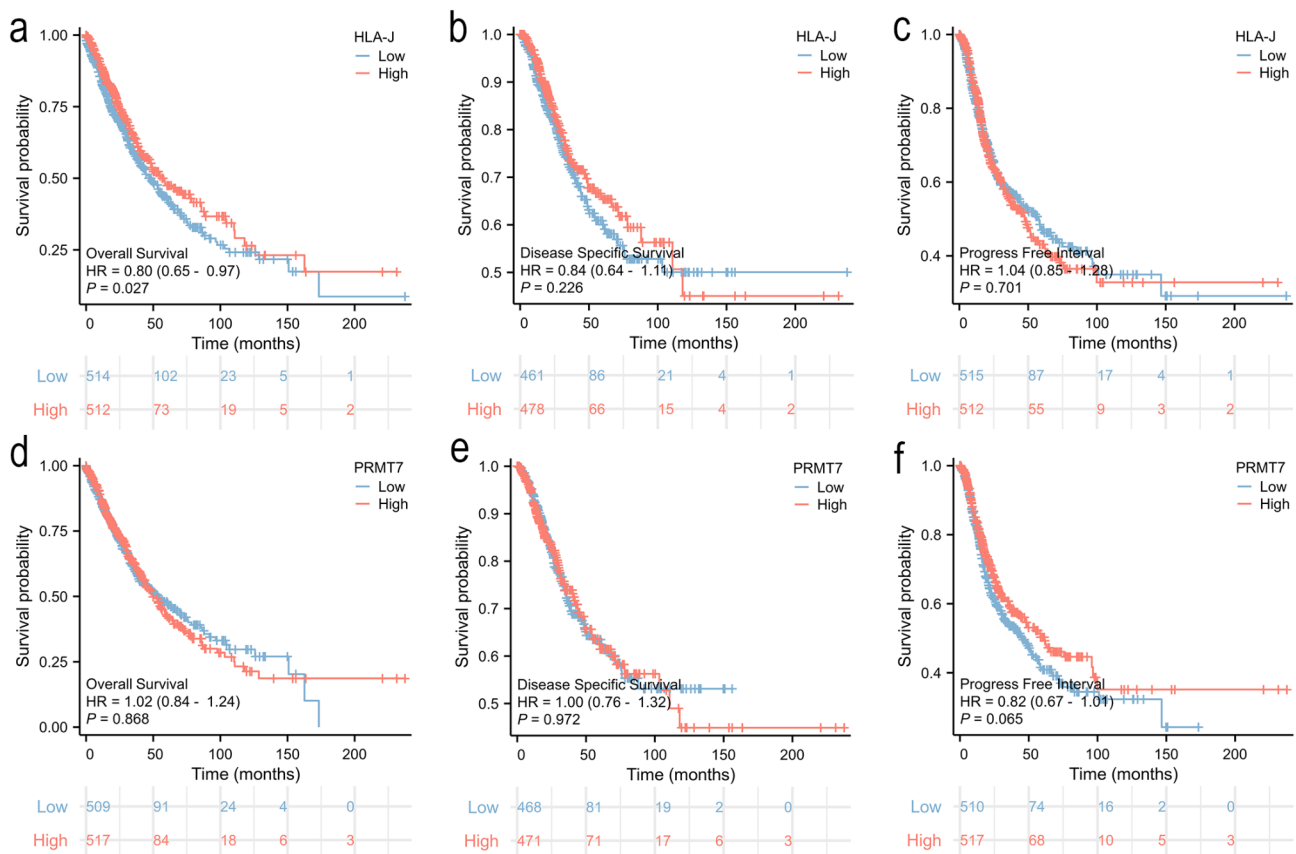 a
HLA-J
Low
High
Survival probability
1.00
0.75
0.50
0.25
Overall Survival
HR = 0.80 (0.65 - 0.97)
P = 0.027
0 50 100 150 200
Time (months)
Low 514 102 23 5 1
High 512 73 19 5 2
b
HLA-J
Low
High
Survival probability
1.0
0.9
0.8
0.7
0.6
0.5
Disease Specific Survival
HR = 0.84 (0.64 - 1.11)
P = 0.226
0 50 100 150 200
Time (months)
Low 461 86 21 4 1
High 478 66 15 4 2
c
HLA-J
Low
High
Survival probability
1.0
0.8
0.6
0.4
Progress Free Interval
HR = 1.04 (0.85 - 1.28)
P = 0.701
0 50 100 150 200
Time (months)
Low 515 87 17 4 1
High 512 55 9 3 2
d
PRMT7
Low
High
Survival probability
1.00
0.75
0.50
0.25
0.00
Overall Survival
HR = 1.02 (0.84 - 1.24)
P = 0.868
0 50 100 150 200
Time (months)
Low 509 91 24 4 0
High 517 84 18 6 3
e
PRMT7
Low
High
Survival probability
1.0
0.9
0.8
0.7
0.6
0.5
Disease Specific Survival
HR = 1.00 (0.76 - 1.32)
P = 0.972
0 50 100 150 200
Time (months)
Low 468 81 19 2 0
High 471 71 17 6 3
f
PRMT7
Low
High
Survival probability
1.0
0.8
0.6
0.4
Progress Free Interval
HR = 0.82 (0.67 - 1.01)
P = 0.065
0 50 100 150 200
Time (months)
Low 510 74 16 2 0
High 517 68 10 5 3